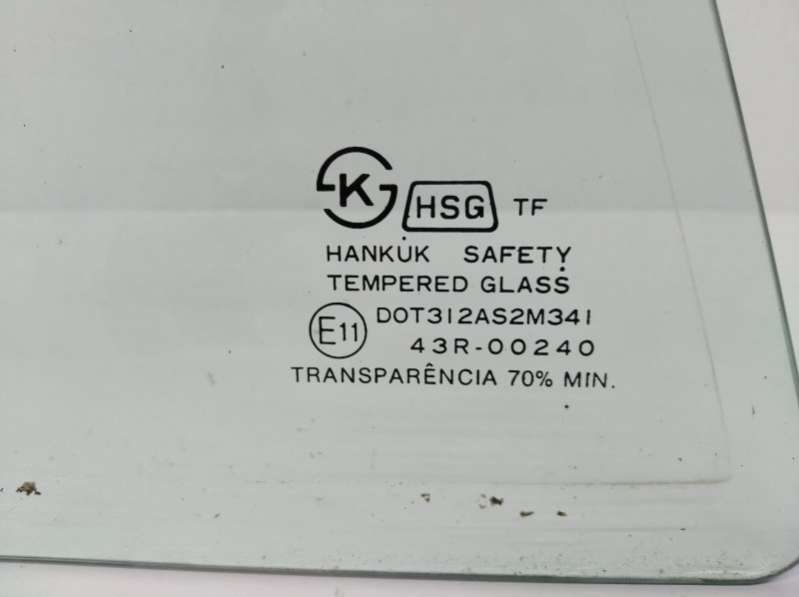 K HSG TF
HANKUK SAFETY
TEMPERED GLASS
E11 DOT312AS2M341
43R-00240
TRANSPARÊNCIA 70% MIN.